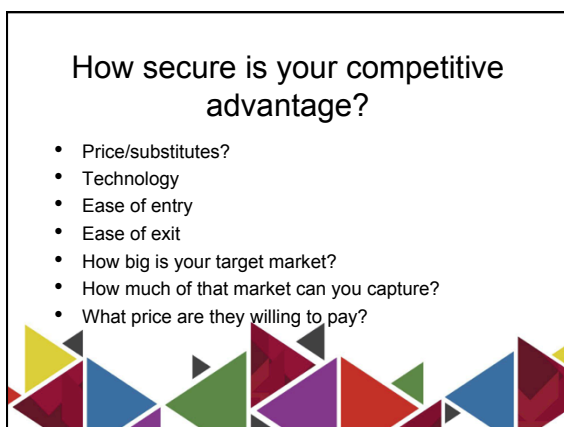 How secure is your competitive
advantage?
• Price/substitutes?
• Technology
• Ease of entry
• Ease of exit
• How big is your target market?
• How much of that market can you capture?
• What price are they willing to pay?